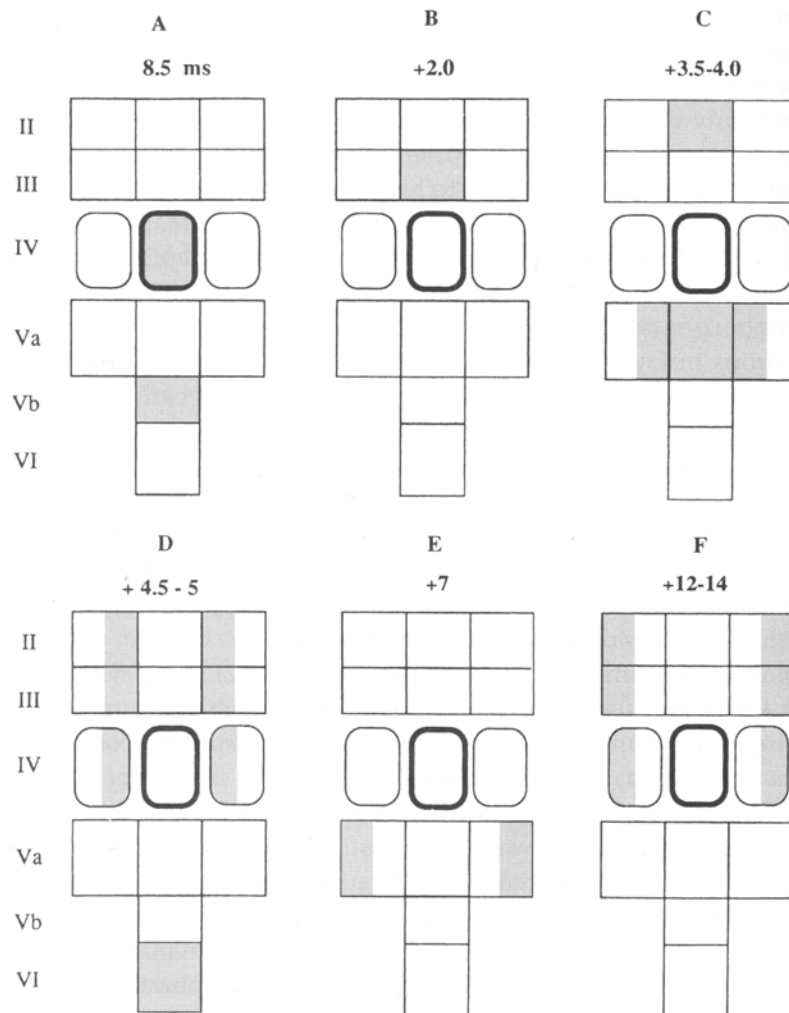 A B C
8.5 ms +2.0 +3.5-4.0
II
III
IV
Va
Vb
VI
D E F
+ 4.5 - 5 +7 +12-14
II
III
IV
Va
Vb
VI